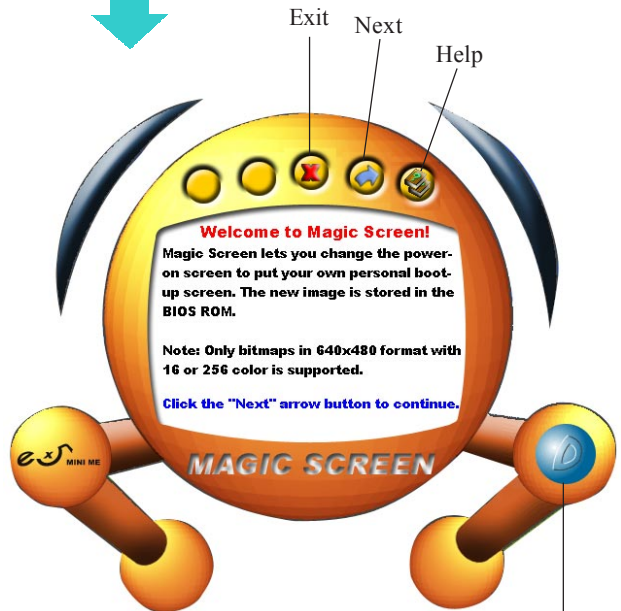 Exit
Next
Help
Welcome to Magic Screen!
Magic Screen lets you change the power-
on screen to put your own personal boot-
up screen. The new image is stored in the
BIOS ROM.
Note: Only bitmaps in 640x480 format with
16 or 256 color is supported.
Click the "Next" arrow button to continue.
MINI ME
MAGIC SCREEN